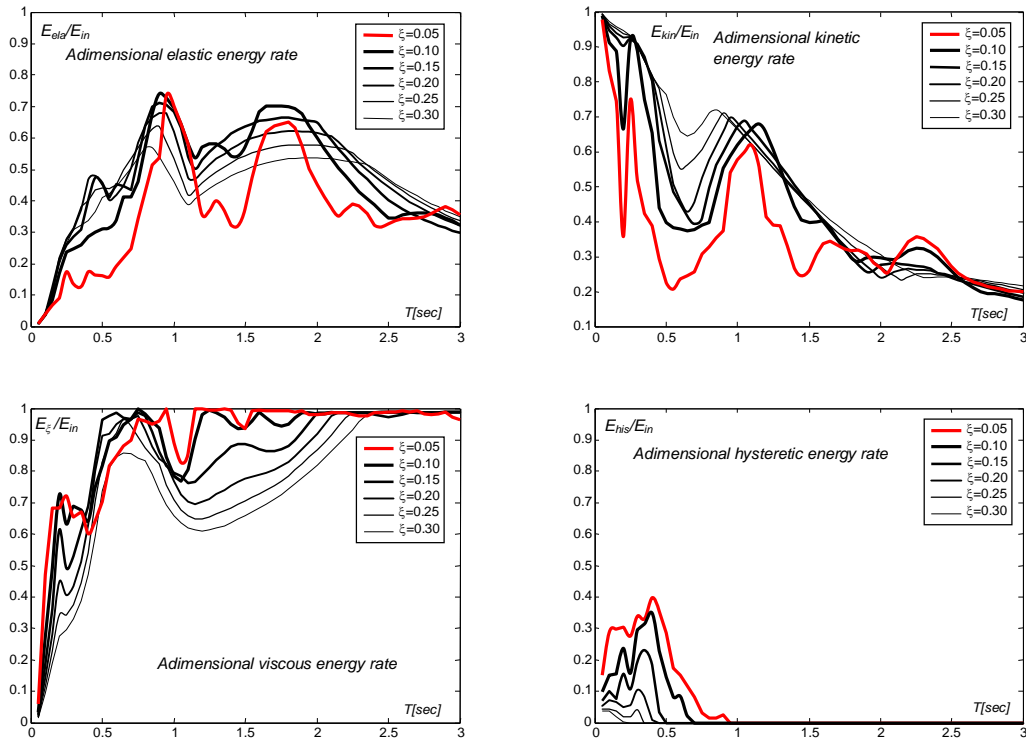 E_ela/E_in
Adimensional elastic energy rate
ξ=0.05
ξ=0.10
ξ=0.15
ξ=0.20
ξ=0.25
ξ=0.30
1
0.9
0.8
0.7
0.6
0.5
0.4
0.3
0.2
0.1
0
T[sec]
0 0.5 1 1.5 2 2.5 3
E_kin/E_in
Adimensional kinetic
energy rate
ξ=0.05
ξ=0.10
ξ=0.15
ξ=0.20
ξ=0.25
ξ=0.30
1
0.9
0.8
0.7
0.6
0.5
0.4
0.3
0.2
0.1
T[sec]
0 0.5 1 1.5 2 2.5 3
E_ξ/E_in
ξ=0.05
ξ=0.10
ξ=0.15
ξ=0.20
ξ=0.25
ξ=0.30
Adimensional viscous energy rate
1
0.9
0.8
0.7
0.6
0.5
0.4
0.3
0.2
0.1
0
T[sec]
0 0.5 1 1.5 2 2.5 3
E_his/E_in
Adimensional hysteretic energy rate
ξ=0.05
ξ=0.10
ξ=0.15
ξ=0.20
ξ=0.25
ξ=0.30
1
0.9
0.8
0.7
0.6
0.5
0.4
0.3
0.2
0.1
0
T[sec]
0 0.5 1 1.5 2 2.5 3